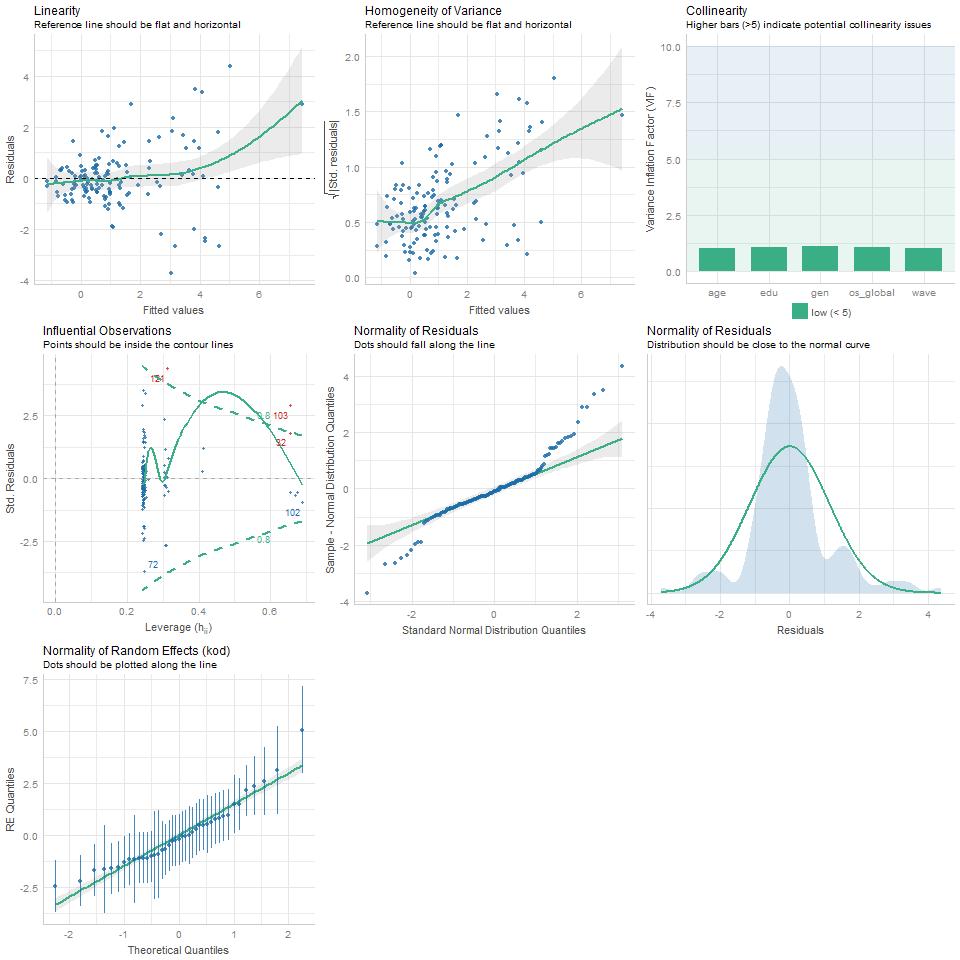 Linearity
Reference line should be flat and horizontal
Residuals
4
2
0
-2
-4
0
2
4
6
Fitted values
Homogeneity of Variance
Reference line should be flat and horizontal
√|Std. residuals|
2.0
1.5
1.0
0.5
0.0
0
2
4
6
Fitted values
Collinearity
Higher bars (>5) indicate potential collinearity issues
Variance Inflation Factor (VIF)
10.0
7.5
5.0
2.5
0.0
age edu gen os_global wave
low (< 5)
Influential Observations
Points should be inside the contour lines
Std. Residuals
2.5
0.0
-2.5
0.8
103
32
102
0.8
72
0.0
0.2
0.4
0.6
Leverage (hii)
Normality of Residuals
Dots should fall along the line
Sample - Normal Distribution Quantiles
4
2
0
-2
-4
-2
0
2
Standard Normal Distribution Quantiles
Normality of Residuals
Distribution should be close to the normal curve
-4
-2
0
2
4
Residuals
Normality of Random Effects (kod)
Dots should be plotted along the line
RE Quantiles
7.5
5.0
2.5
0.0
-2.5
-2
-1
0
1
2
Theoretical Quantiles